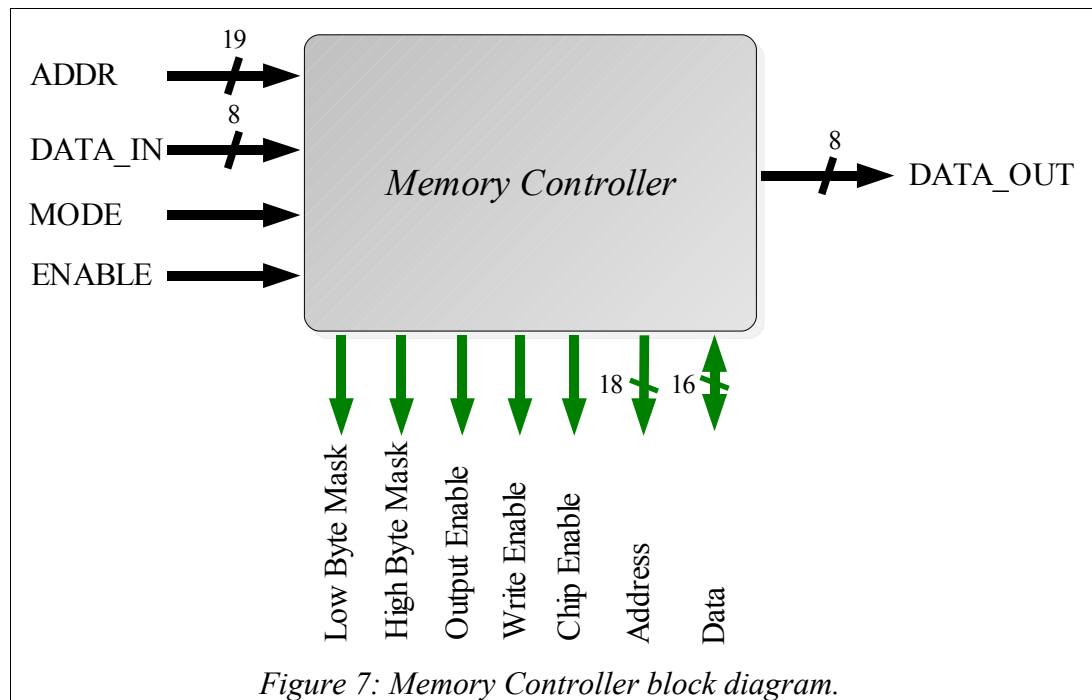 19
ADDR
8
DATA_IN
MODE
ENABLE
Memory Controller
8
DATA_OUT
18
16
Low Byte Mask
High Byte Mask
Output Enable
Write Enable
Chip Enable
Address
Data
Figure 7: Memory Controller block diagram.